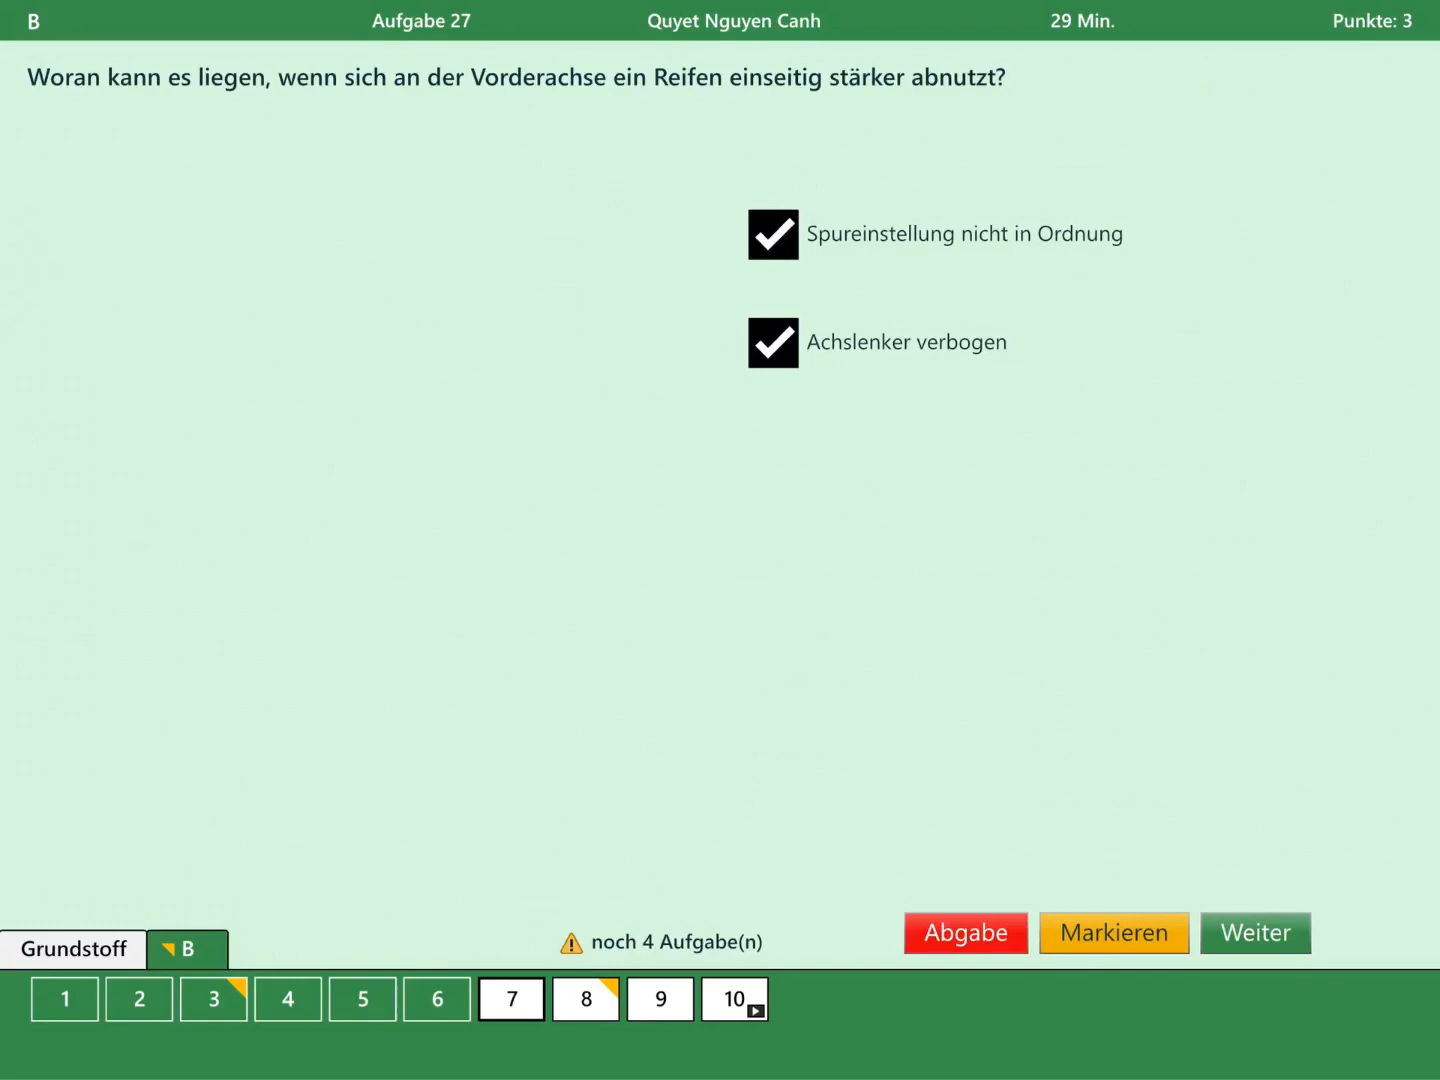 B Aufgabe 27 Quyet Nguyen Canh 29 Min. Punkte: 3
Woran kann es liegen, wenn sich an der Vorderachse ein Reifen einseitig stärker abnutzt?
Spureinstellung nicht in Ordnung
Achslenker verbogen
Grundstoff B noch 4 Aufgabe(n) Abgabe Markieren Weiter
1 2 3 4 5 6 7 8 9 10